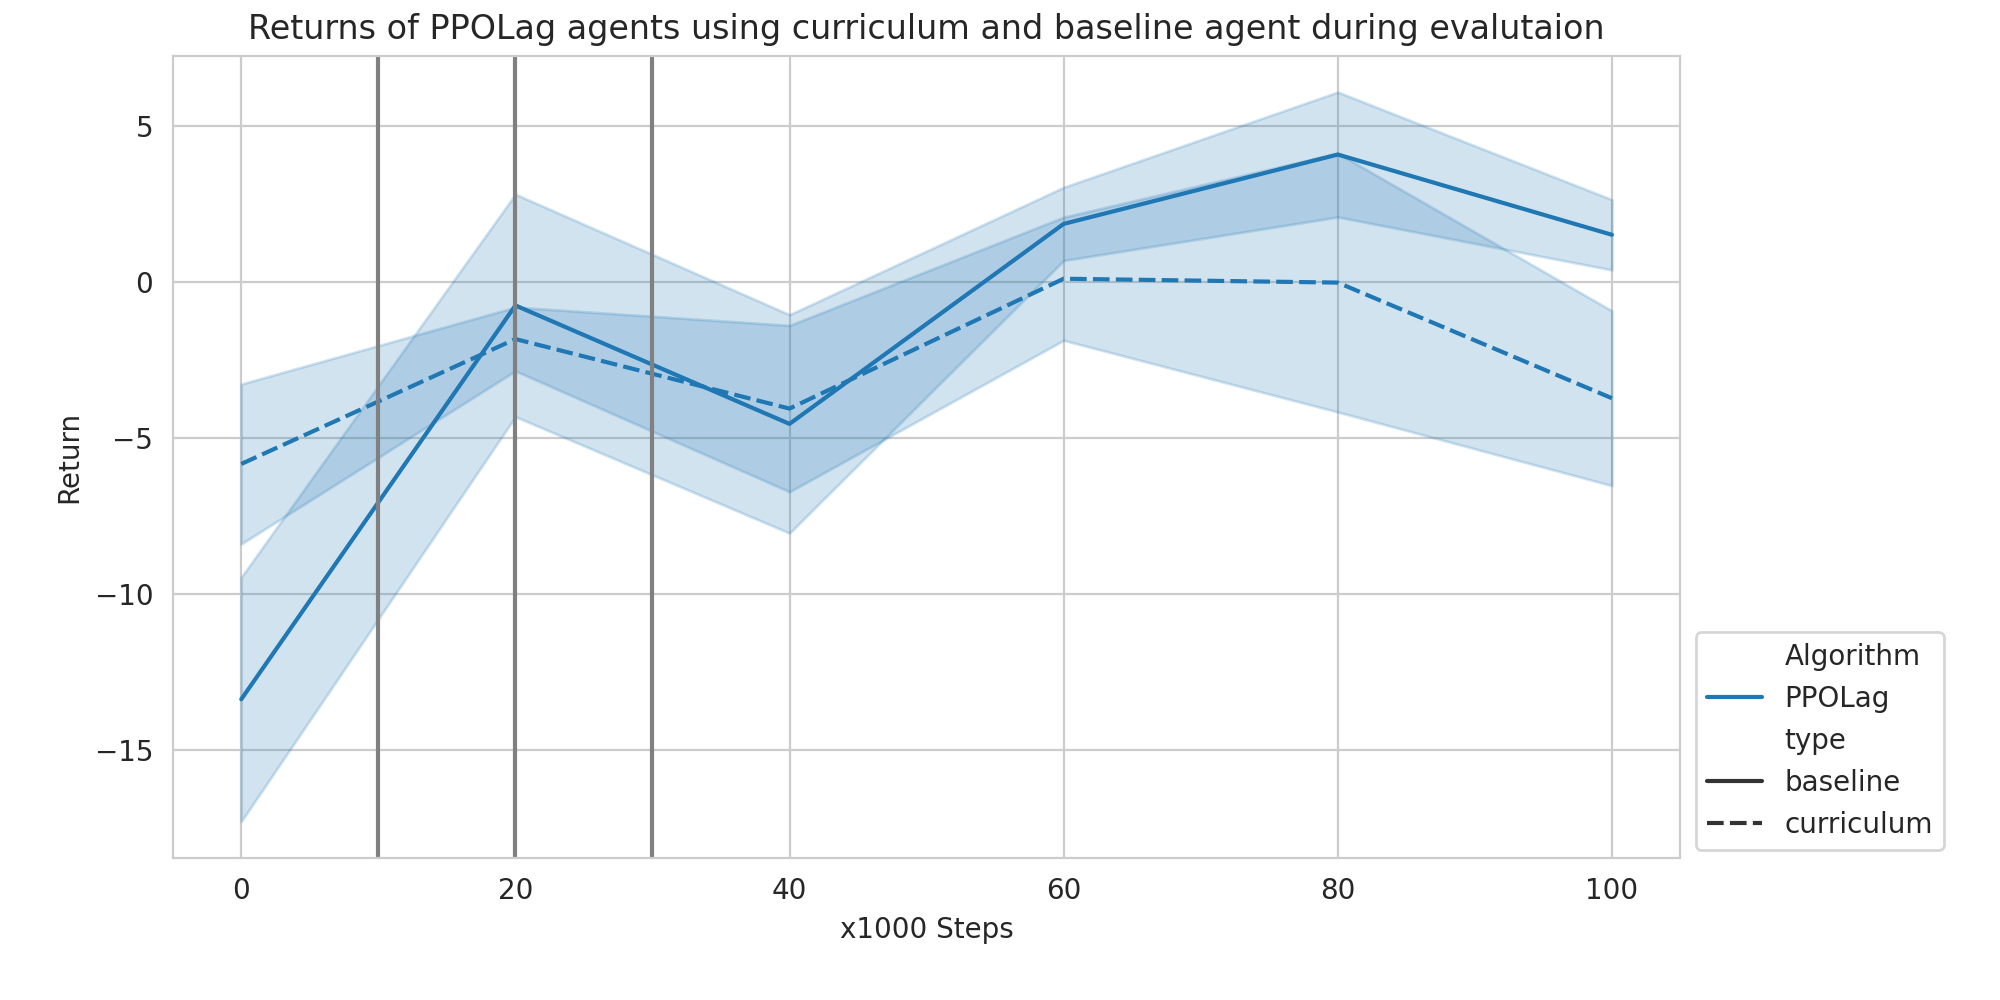 Returns of PPOLag agents using curriculum and baseline agent during evalutaion
5
0
−5
−10
−15
Return
0 20 40 60 80 100
x1000 Steps
Algorithm
PPOLag
type
baseline
curriculum